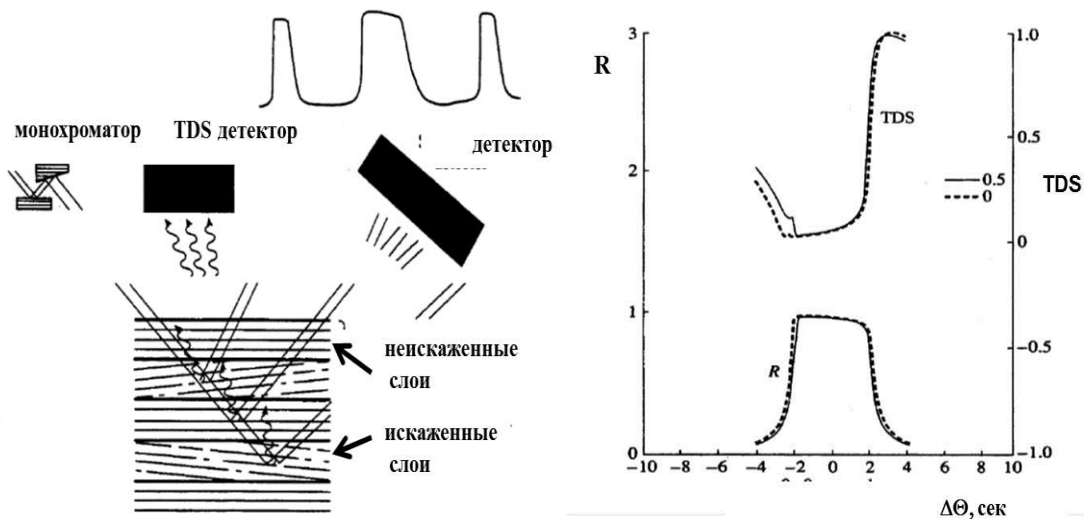 монохроматор
TDS детектор
детектор
неискаженные
слои
искаженные
слои
R
3
2
1
0
TDS
0.5
0
R
1.0
0.5
0
−0.5
−1.0
TDS
−10 −8 −6 −4 −2 0 2 4 6 8 10
ΔΘ, сек